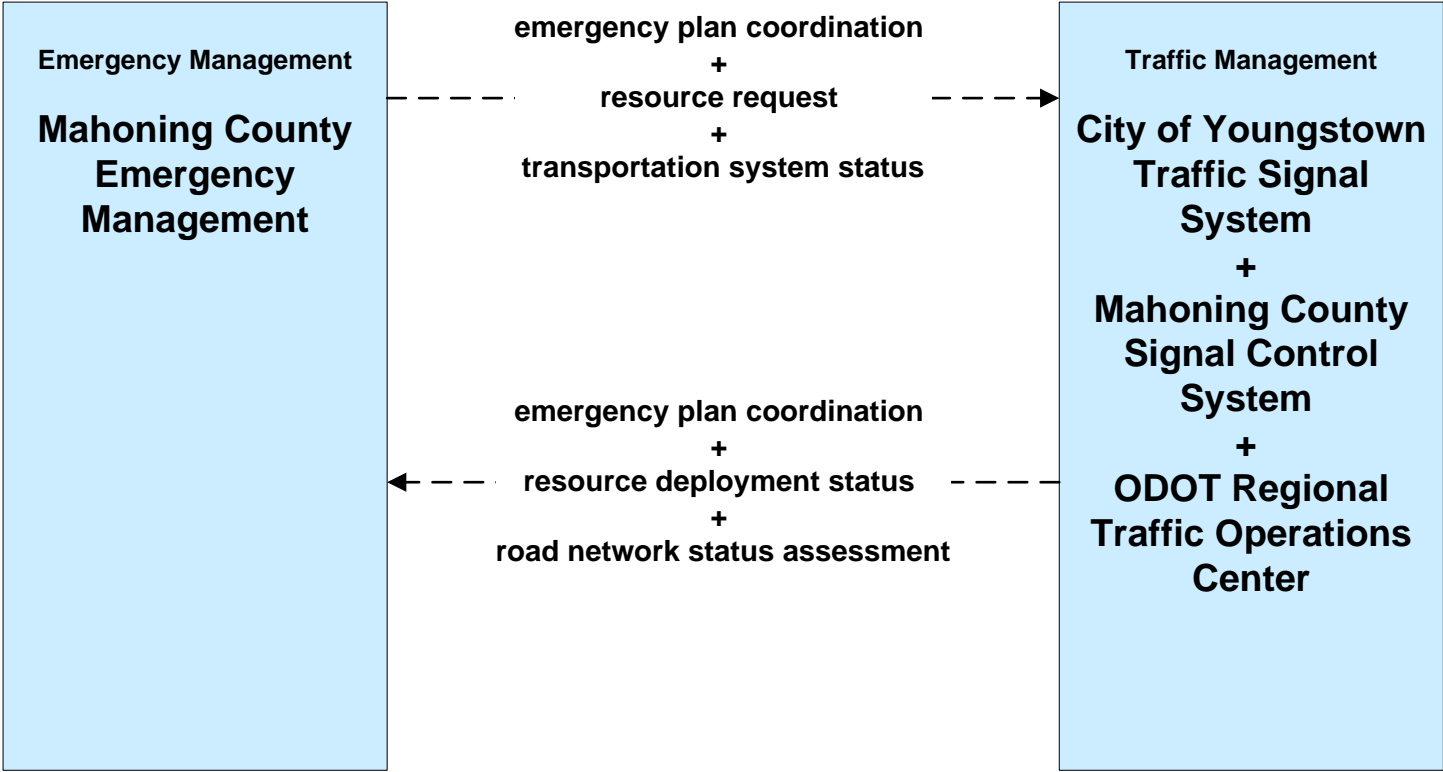 Emergency Management
Mahoning County
Emergency
Management
emergency plan coordination
+
resource request
+
transportation system status
emergency plan coordination
+
resource deployment status
+
road network status assessment
Traffic Management
City of Youngstown
Traffic Signal
System
+
Mahoning County
Signal Control
System
+
ODOT Regional
Traffic Operations
Center